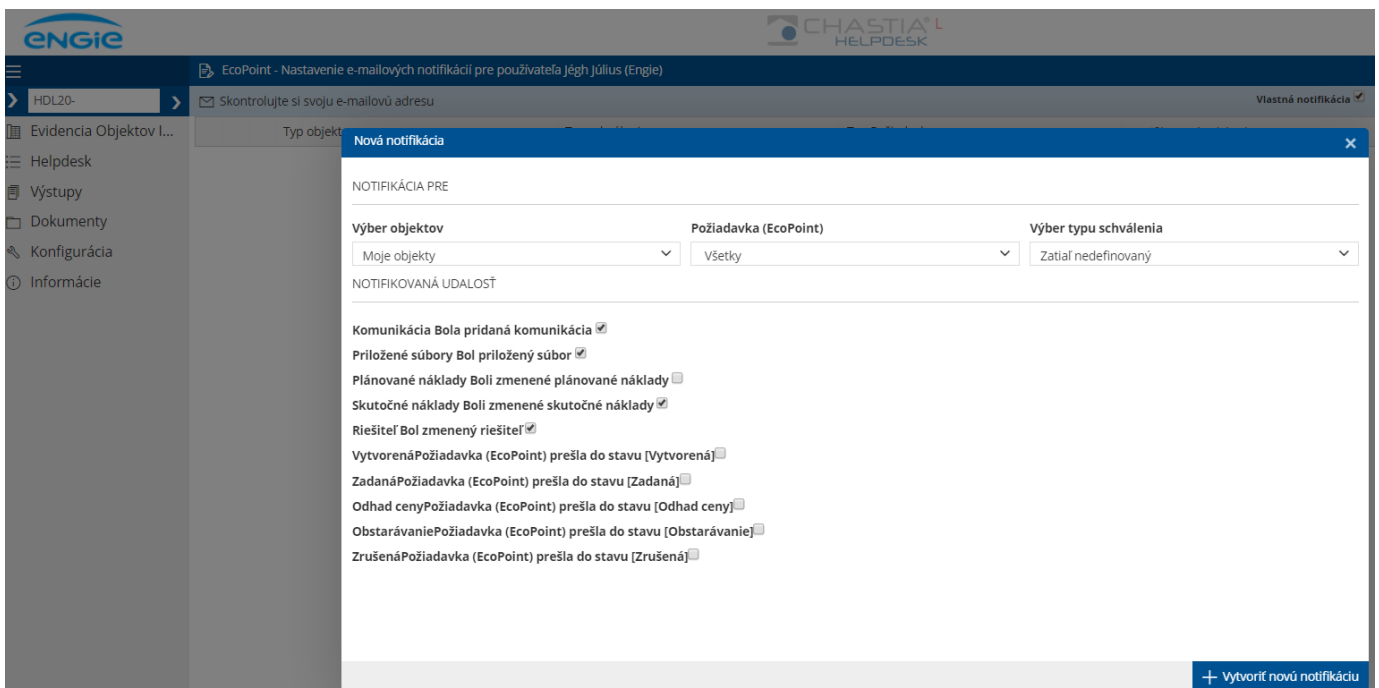 ENGIE
CHASTIA® L
HELPDESK
EcoPoint - Nastavenie e-mailových notifikácií pre používateľa Jégh Július (Engie)
HDL20-
Skontrolujte si svoju e-mailovú adresu
Vlastná notifikácia
Evidencia Objektov I...
Helpdesk
Výstupy
Dokumenty
Konfigurácia
Informácie
Typ objekt
Nová notifikácia
NOTIFIKÁCIA PRE
Výber objektov Požiadavka (EcoPoint) Výber typu schválenia
Moje objekty Všetky Zatiaľ nedefinovaný
NOTIFIKOVANÁ UDALOSŤ
Komunikácia Bola pridaná komunikácia
Priložené súbory Bol priložený súbor
Plánované náklady Boli zmenené plánované náklady
Skutočné náklady Boli zmenené skutočné náklady
Riešiteľ Bol zmenený riešiteľ
VytvorenáPožiadavka (EcoPoint) prešla do stavu [Vytvorená]
ZadanáPožiadavka (EcoPoint) prešla do stavu [Zadaná]
Odhad cenyPožiadavka (EcoPoint) prešla do stavu [Odhad ceny]
ObstarávaniePožiadavka (EcoPoint) prešla do stavu [Obstarávanie]
ZrušenáPožiadavka (EcoPoint) prešla do stavu [Zrušená]
Vytvoriť novú notifikáciu